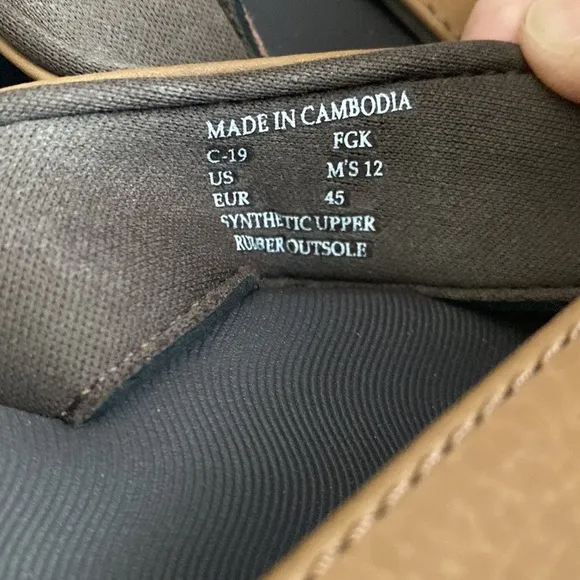 MADE IN CAMBODIA
C-19 FGK
US M'S 12
EUR 45
SYNTHETIC UPPER
RUBBER OUTSOLE